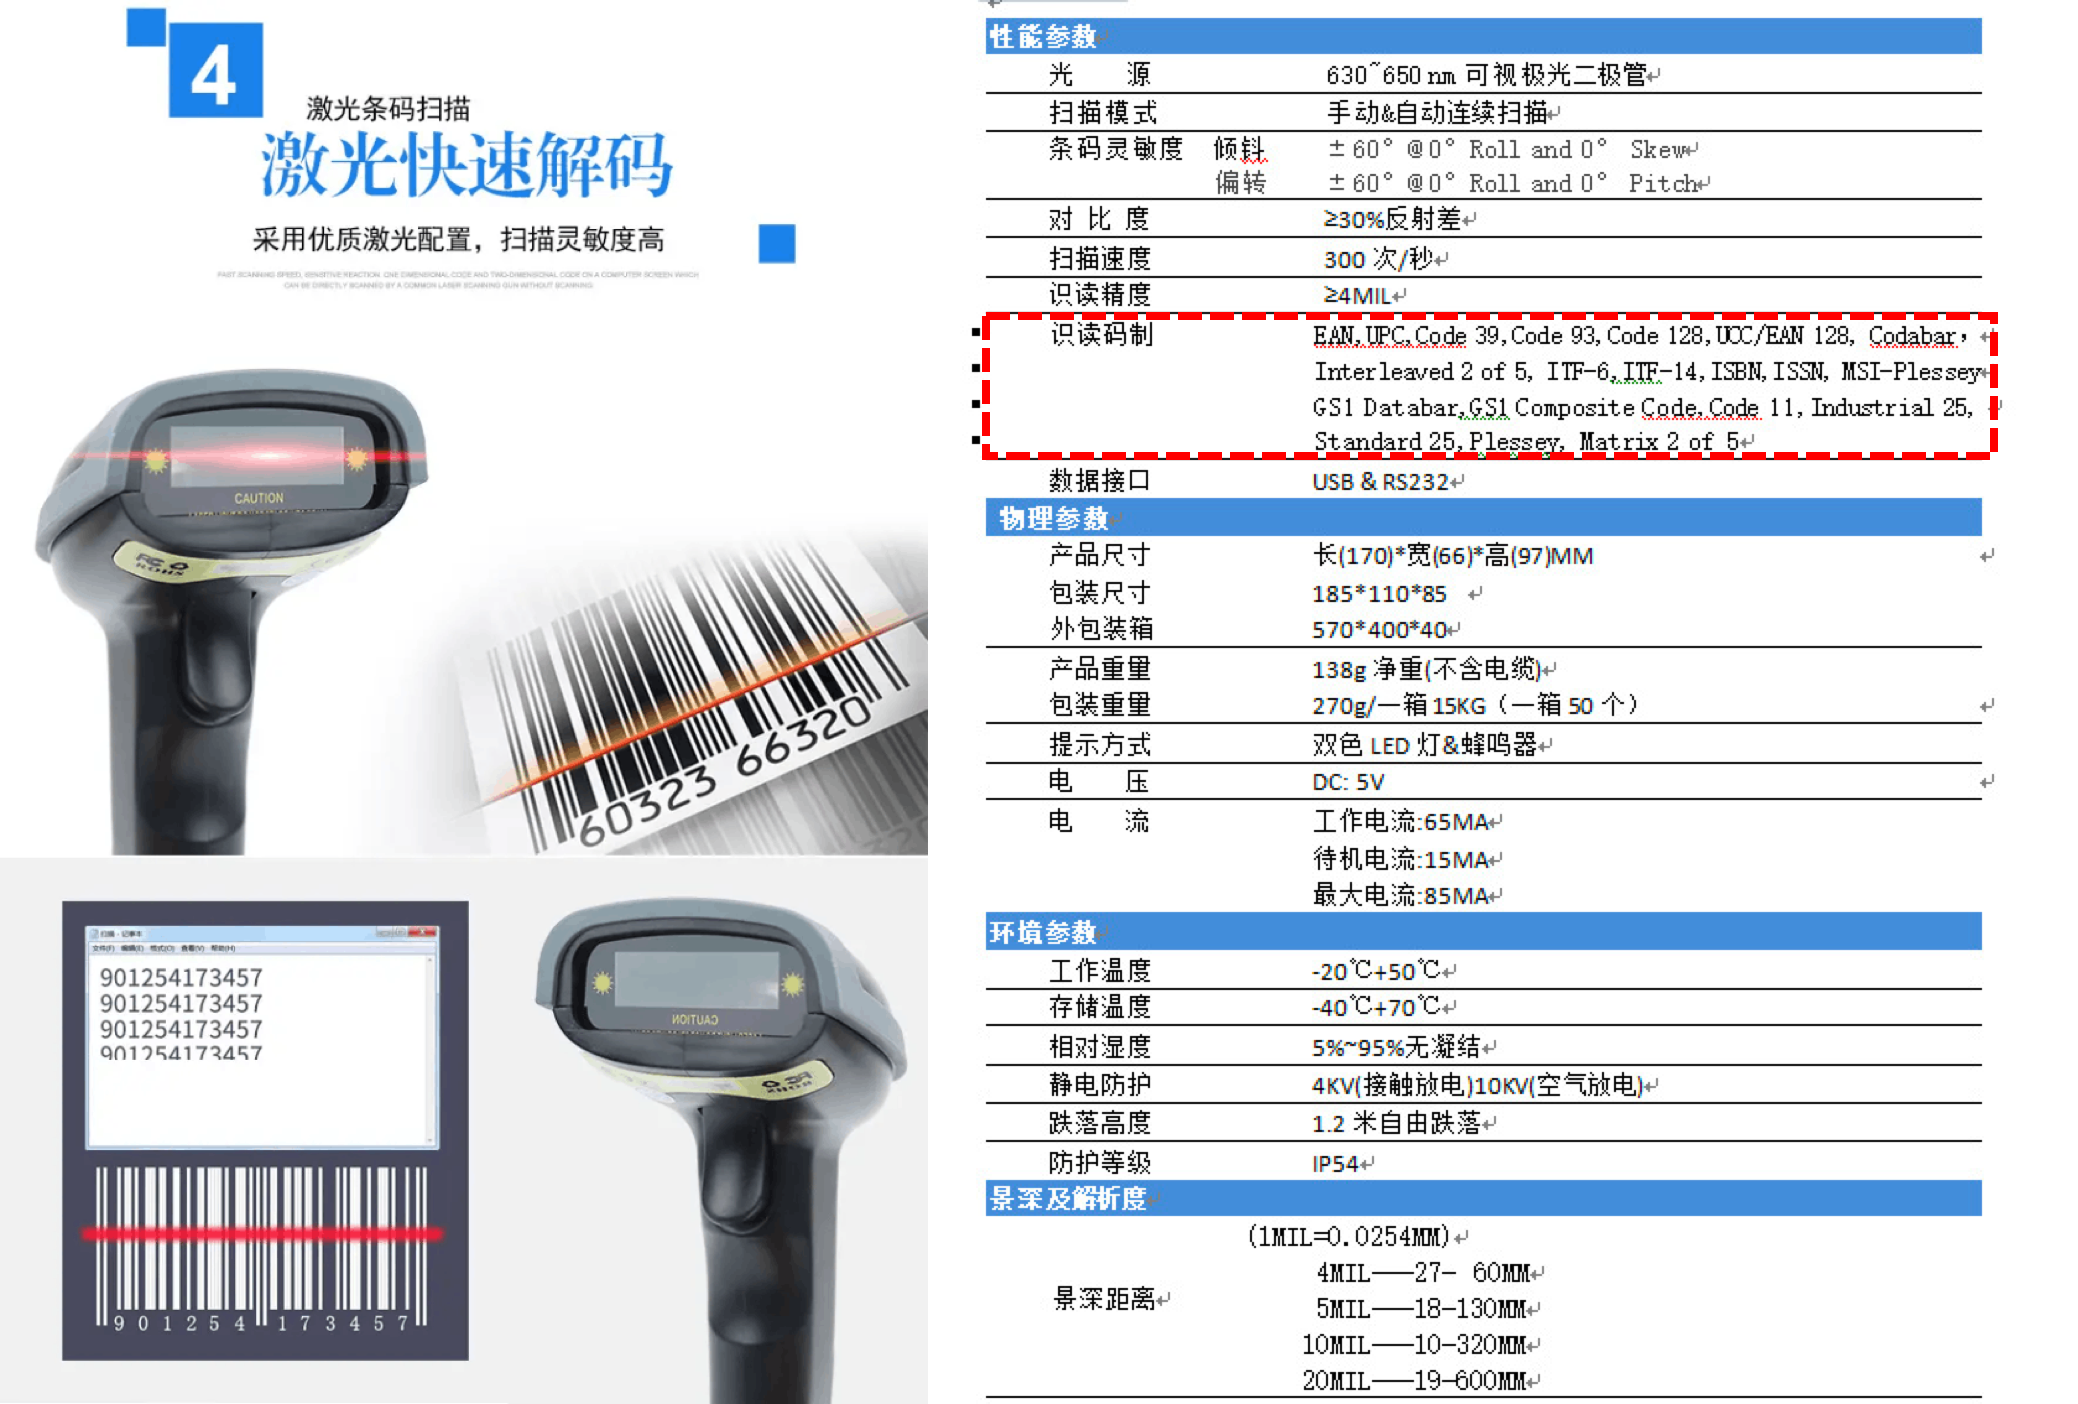 4
激光条码扫描
激光快速解码
采用优质激光配置，扫描灵敏度高
FAST SCANNING SPEED, SENSITIVE REACTION. ONE DIMENSIONAL CODE AND TWO-DIMENSIONAL CODE ON A COMPUTER SCREEN WHICH
CAN BE DIRECTLY SCANNED BY A COMMON LASER SCANNING GUN WITHOUT SCANNING
CAUTION
ROHS
60323 66320
扫描 - 记事本
文件(F) 编辑(E) 格式(O) 查看(V) 帮助(H)
901254173457
901254173457
901254173457
901254173457
901254 173457
CAUTION
性能参数
光 源 630~650 nm 可视极光二极管
扫描模式 手动&自动连续扫描
条码灵敏度 倾斜 ±60° @0° Roll and 0° Skew
偏转 ±60° @0° Roll and 0° Pitch
对 比 度 ≥30%反射差
扫描速度 300 次/秒
识读精度 ≥4MIL
识读码制 EAN,UPC,Code 39,Code 93,Code 128,UCC/EAN 128, Codabar，
Interleaved 2 of 5, ITF-6,ITF-14,ISBN,ISSN, MSI-Plessey
GS1 Databar,GS1 Composite Code,Code 11,Industrial 25,
Standard 25,Plessey, Matrix 2 of 5
数据接口 USB & RS232
物理参数
产品尺寸 长(170)*宽(66)*高(97)MM
包装尺寸 185*110*85
外包装箱 570*400*40
产品重量 138g 净重(不含电缆)
包装重量 270g/一箱 15KG（一箱 50 个）
提示方式 双色 LED 灯&蜂鸣器
电 压 DC: 5V
电 流 工作电流:65MA
待机电流:15MA
最大电流:85MA
环境参数
工作温度 -20℃+50℃
存储温度 -40℃+70℃
相对湿度 5%~95%无凝结
静电防护 4KV(接触放电)10KV(空气放电)
跌落高度 1.2 米自由跌落
防护等级 IP54
景深及解析度
(1MIL=0.0254MM)
4MIL——27- 60MM
景深距离
5MIL——18-130MM
10MIL——10-320MM
20MIL——19-600MM